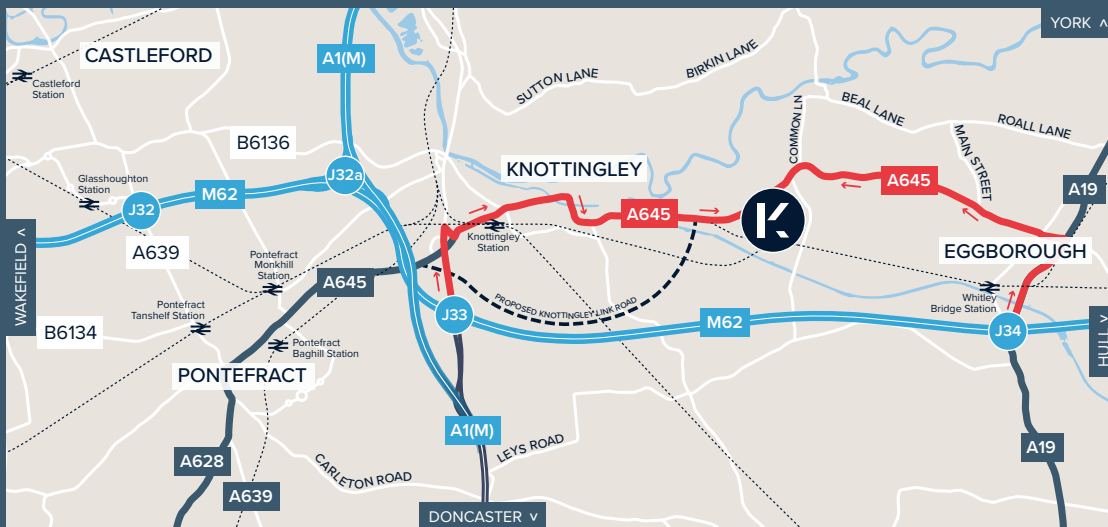 YORK >
CASTLEFORD
A1(M)
Castleford
Station
SUTTON LANE
BIRKIN LANE
COMMON LN
BEAL LANE
ROALL LANE
MAIN STREET
B6136
KNOTTINGLEY
J32a
Glasshoughton
Station
M62
J32
A645
A645
A19
K
WAKEFIELD >
A639
Knottingley
Station
EGGBOROUGH
Pontefract
Monkhill
Station
A645
Whitley
Bridge Station
PROPOSED KNOTTINGLEY LINK ROAD
Pontefract
Tanshelf Station
J33
M62
J34
B6134
Pontefract
Baghill Station
PONTEFRACT
A1(M)
LEYS ROAD
A19
A628
CARLETON ROAD
A639
DONCASTER >